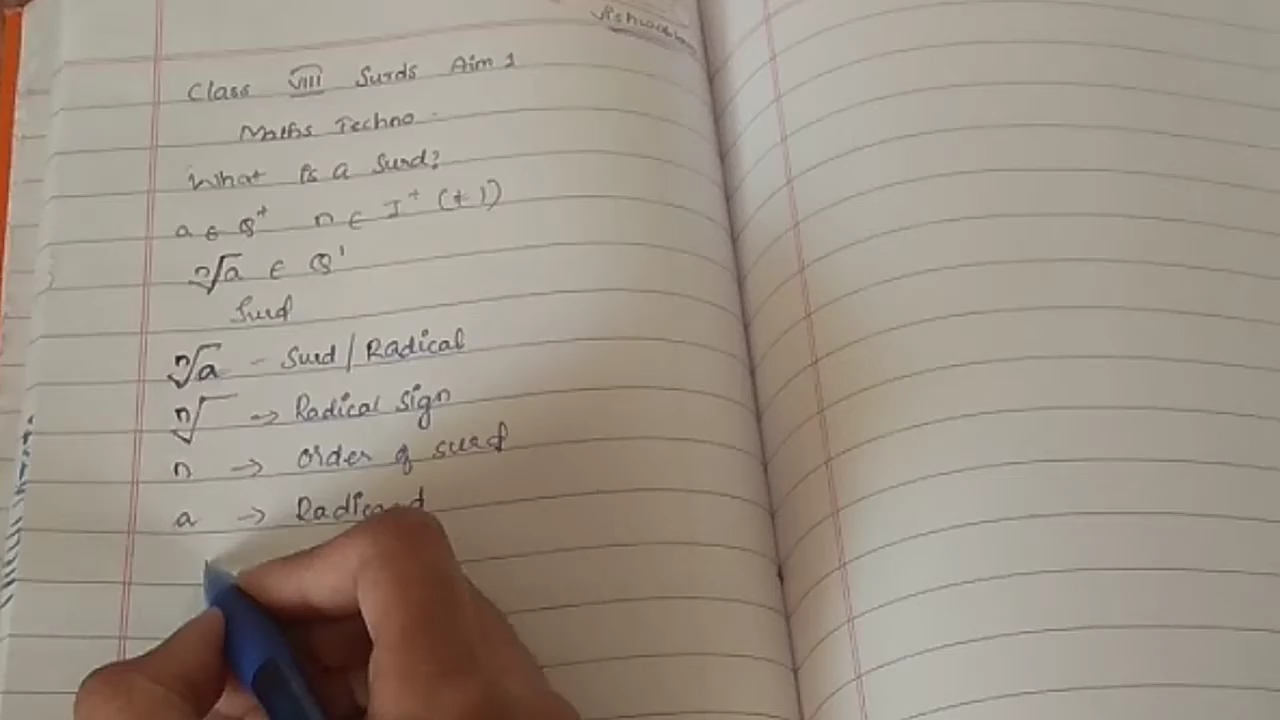 Class VIII Surds Aim 1
Maths Techno.
What is a Surd?
a ∈ Q⁺ n ∈ I⁺ (≠ 1)
ⁿ√a ∈ Q'
Surd
ⁿ√a – Surd / Radical
ⁿ√ → Radical sign
n → order of surd
a → Radicand